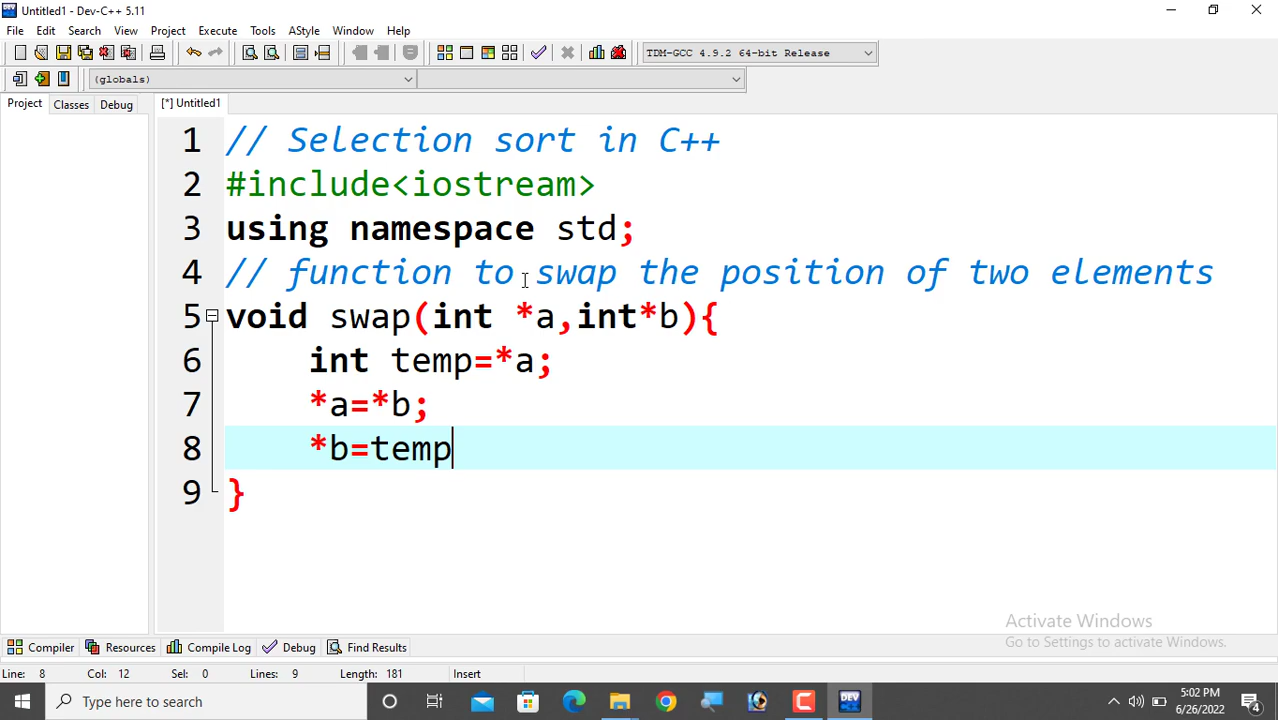 Untitled1 - Dev-C++ 5.11
File Edit Search View Project Execute Tools AStyle Window Help
TDM-GCC 4.9.2 64-bit Release
(globals)
Project Classes Debug [*] Untitled1
1 // Selection sort in C++
2 #include<iostream>
3 using namespace std;
4 // function to swap the position of two elements
5 void swap(int *a,int*b){
6 int temp=*a;
7 *a=*b;
8 *b=temp
9 }
Activate Windows
Go to Settings to activate Windows.
Compiler Resources Compile Log Debug Find Results
Line: 8 Col: 12 Sel: 0 Lines: 9 Length: 181 Insert
Type here to search
DEV
5:02 PM
6/26/2022
4